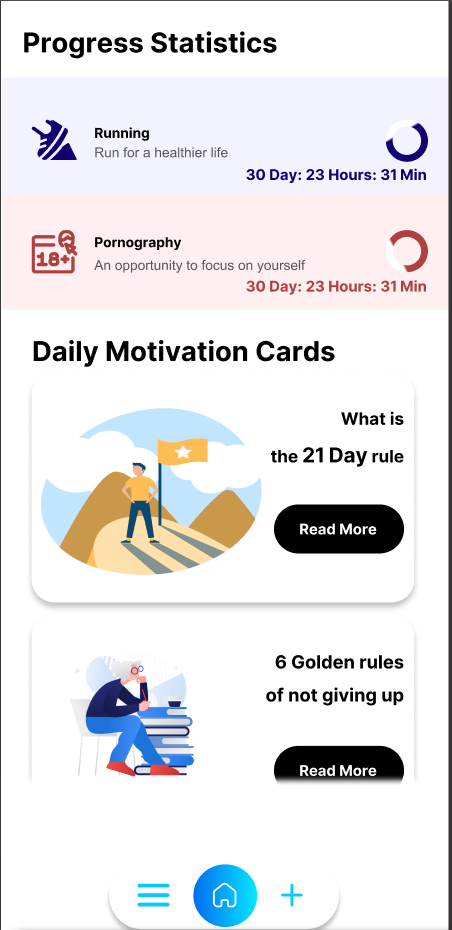 Progress Statistics
Running
Run for a healthier life
30 Day: 23 Hours: 31 Min
18+
Pornography
An opportunity to focus on yourself
30 Day: 23 Hours: 31 Min
Daily Motivation Cards
What is
the 21 Day rule
Read More
6 Golden rules
of not giving up
Read More